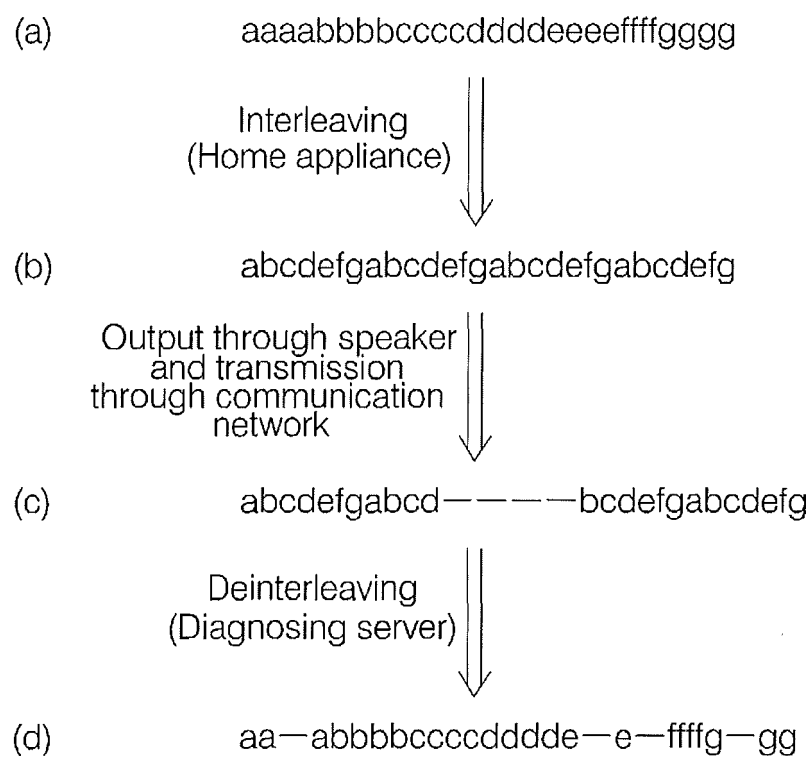 (a) aaaabbbbccccddddeeeeffffgggg
Interleaving
(Home appliance)
(b) abcdefgabcdefgabcdefgabcdefg
Output through speaker
and transmission
through communication
network
(c) abcdefgabcd————bcdefgabcdefg
Deinterleaving
(Diagnosing server)
(d) aa—abbbbccccdddde—e—ffffg—gg